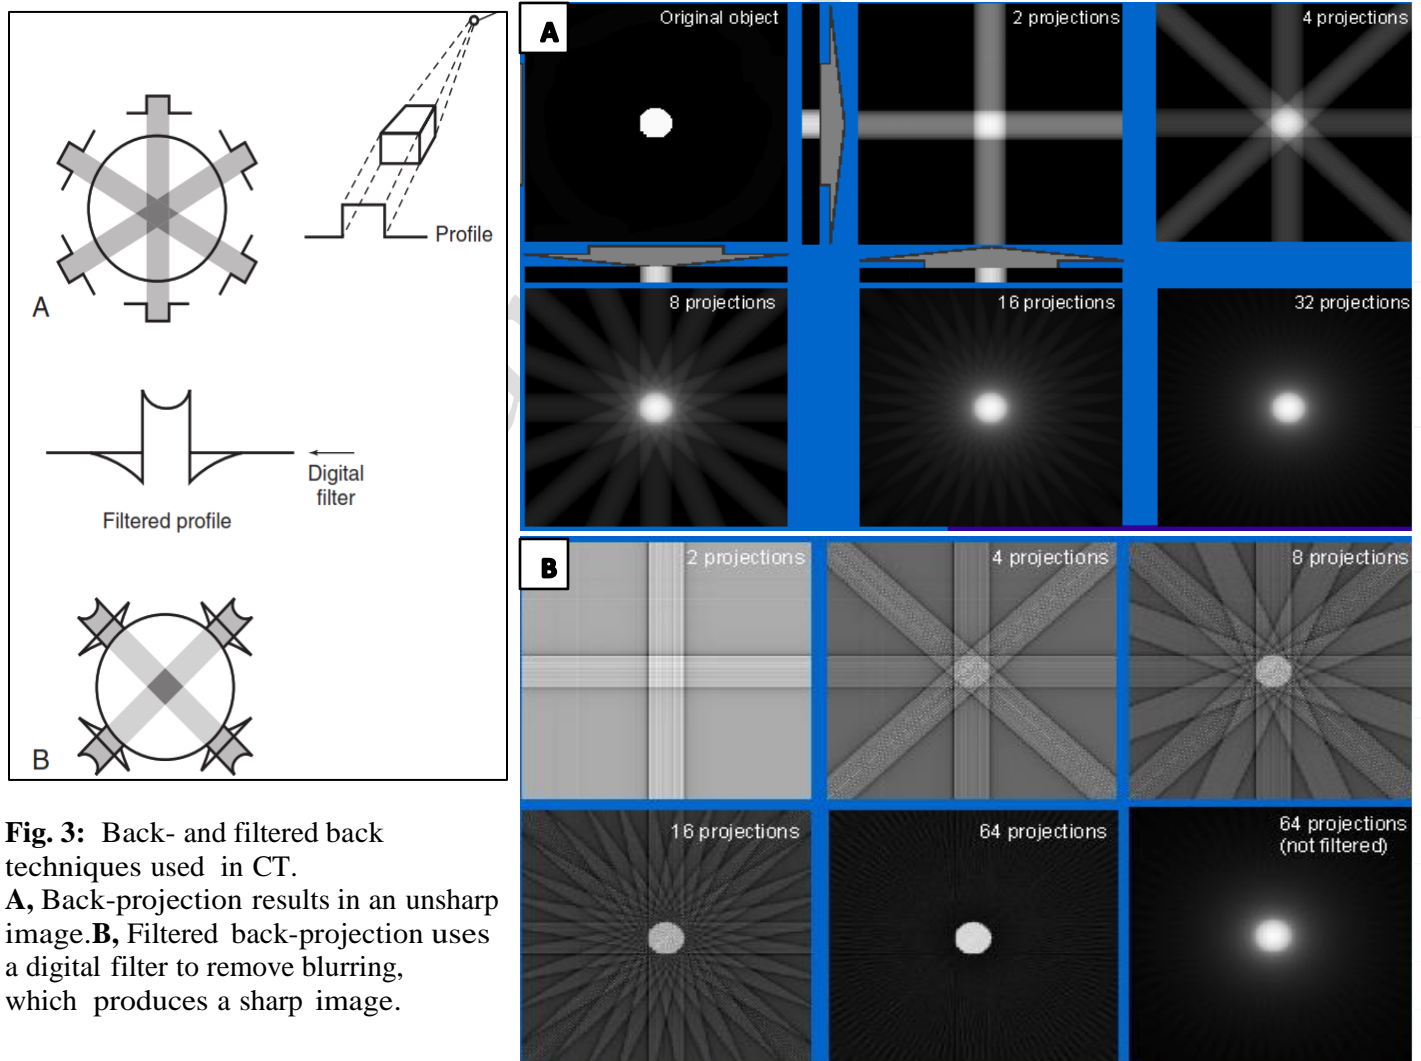 Profile
A
Digital
filter
Filtered profile
B
Fig. 3: Back- and filtered back
techniques used in CT.
A, Back-projection results in an unsharp
image.B, Filtered back-projection uses
a digital filter to remove blurring,
which produces a sharp image.
A
Original object
2 projections
4 projections
8 projections
16 projections
32 projections
B
2 projections
4 projections
8 projections
16 projections
64 projections
64 projections
(not filtered)